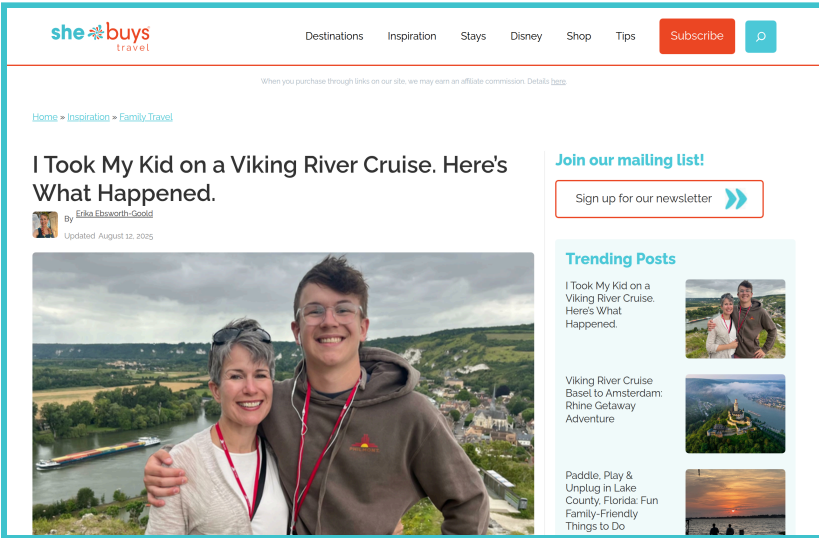 she buys
travel
Destinations Inspiration Stays Disney Shop Tips Subscribe
When you purchase through links on our site, we may earn an affiliate commission. Details here.
Home » Inspiration » Family Travel
I Took My Kid on a Viking River Cruise. Here's
What Happened.
By Erika Ebsworth-Goold
Updated August 12, 2025
Join our mailing list!
Sign up for our newsletter
Trending Posts
I Took My Kid on a
Viking River Cruise.
Here's What
Happened.
Viking River Cruise
Basel to Amsterdam:
Rhine Getaway
Adventure
Paddle, Play &
Unplug in Lake
County, Florida: Fun
Family-Friendly
Things to Do